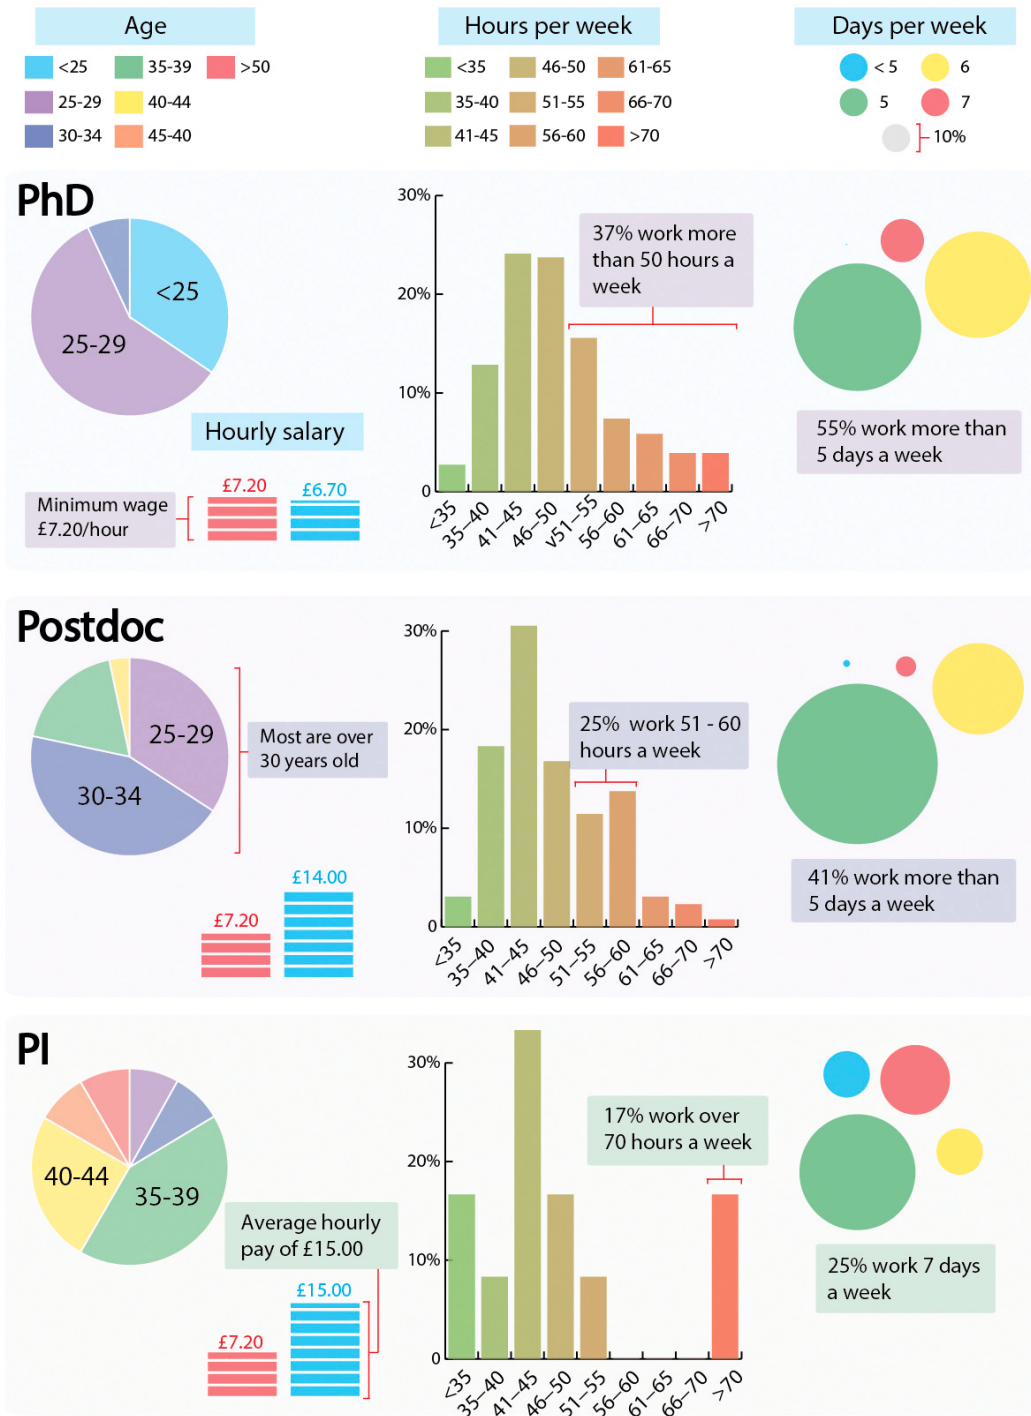 Age
<25
35-39
>50
25-29
40-44
30-34
45-40
Hours per week
<35
46-50
61-65
35-40
51-55
66-70
41-45
56-60
>70
Days per week
< 5
6
5
7
10%
PhD
<25
25-29
Hourly salary
Minimum wage
£7.20/hour
£7.20
£6.70
30%
20%
10%
0
37% work more
than 50 hours a
week
<35
35–40
41–45
46–50
v51–55
56–60
61–65
66–70
>70
55% work more than
5 days a week
Postdoc
25-29
30-34
Most are over
30 years old
£7.20
£14.00
30%
20%
10%
0
25% work 51 - 60
hours a week
<35
35–40
41–45
46–50
51–55
56–60
61–65
66–70
>70
41% work more than
5 days a week
PI
40-44
35-39
Average hourly
pay of £15.00
£7.20
£15.00
30%
20%
10%
0
17% work over
70 hours a week
<35
35–40
41–45
46–50
51–55
56–60
61–65
66–70
>70
25% work 7 days
a week